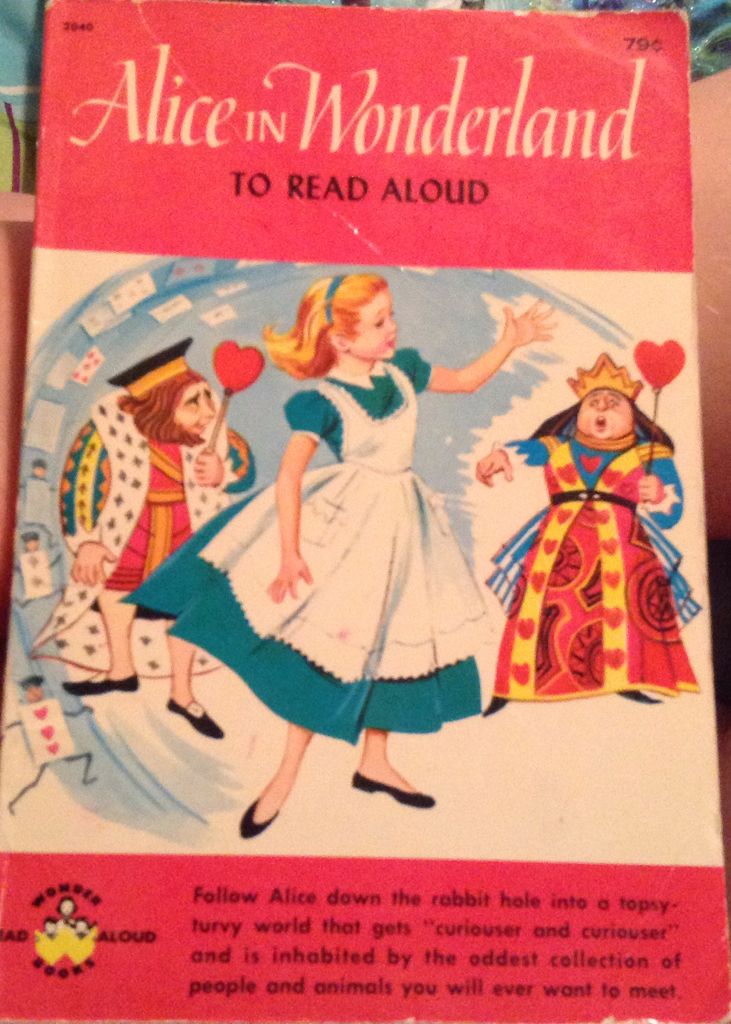 2040
79¢
Alice IN Wonderland
TO READ ALOUD
WONDER
EAD ALOUD
BOOKS
Follow Alice down the rabbit hole into a topsy-
turvy world that gets "curiouser and curiouser"
and is inhabited by the oddest collection of
people and animals you will ever want to meet.